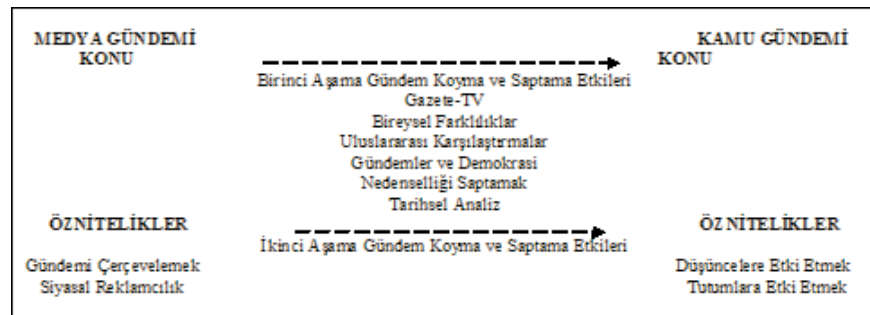 MEDYA GÜNDEMİ
KONU
KAMU GÜNDEMİ
KONU
Birinci Aşama Gündem Koyma ve Saptama Etkileri
Gazete-TV
Bireysel Farklılıklar
Uluslararası Karşılaştırmalar
Gündemler ve Demokrasi
Nedenselliği Saptamak
Tarihsel Analiz
ÖZNİTELİKLER
ÖZNİTELİKLER
İkinci Aşama Gündem Koyma ve Saptama Etkileri
Gündemi Çerçevelemek
Siyasal Reklamcılık
Düşüncelere Etki Etmek
Tutumlara Etki Etmek